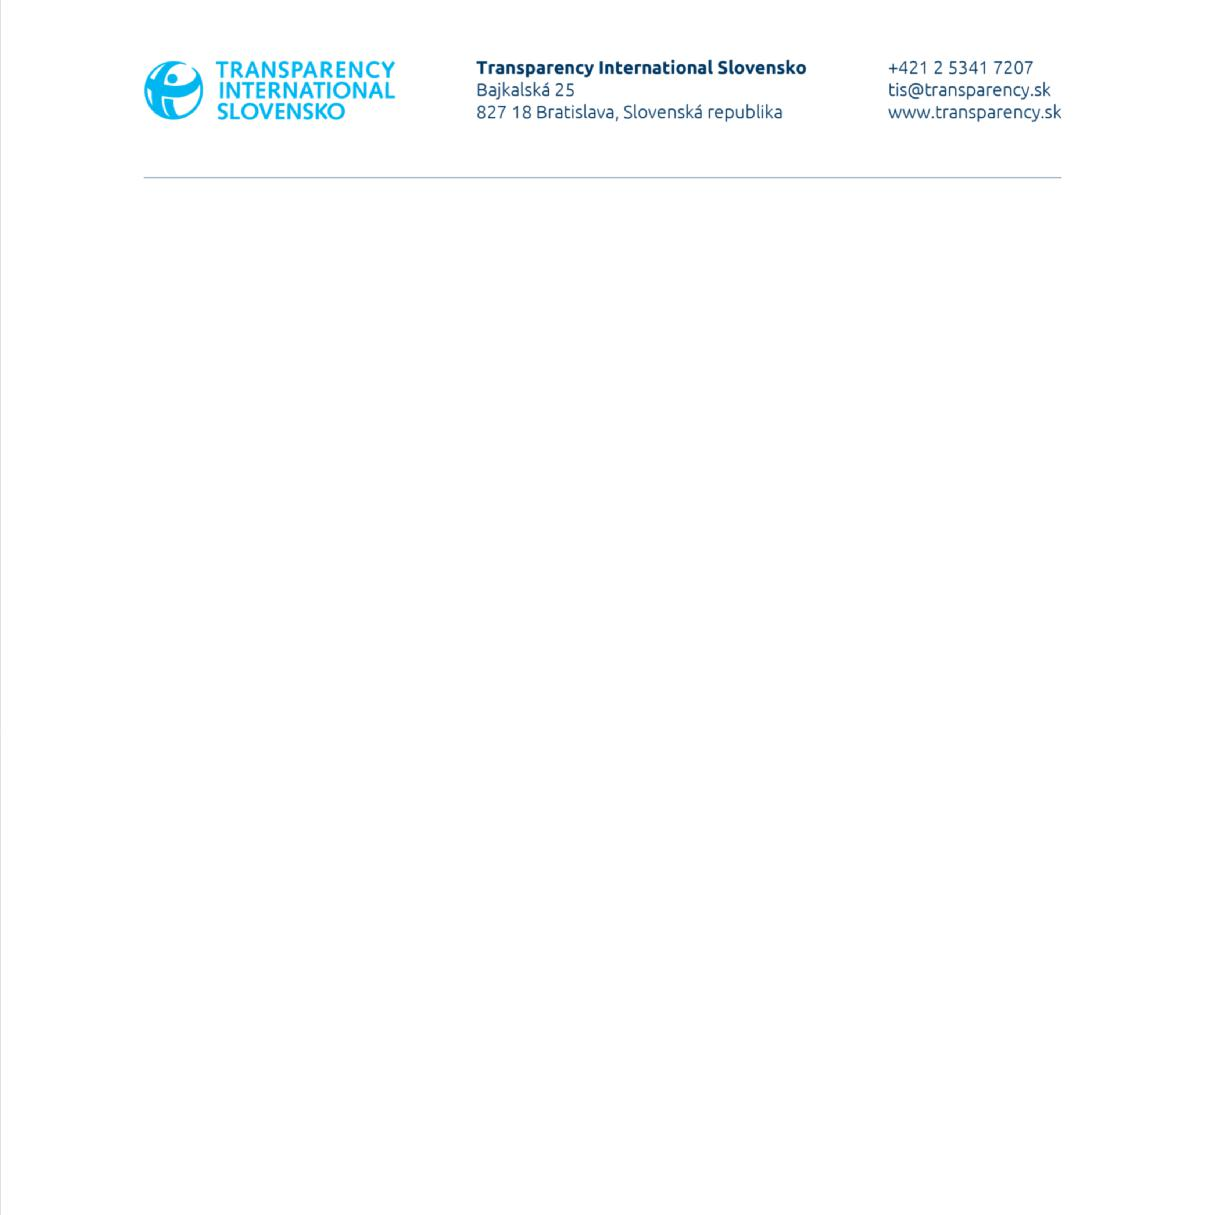 TRANSPARENCY
INTERNATIONAL
SLOVENSKO
Transparency International Slovensko
Bajkalská 25
827 18 Bratislava, Slovenská republika
+421 2 5341 7207
tis@transparency.sk
www.transparency.sk